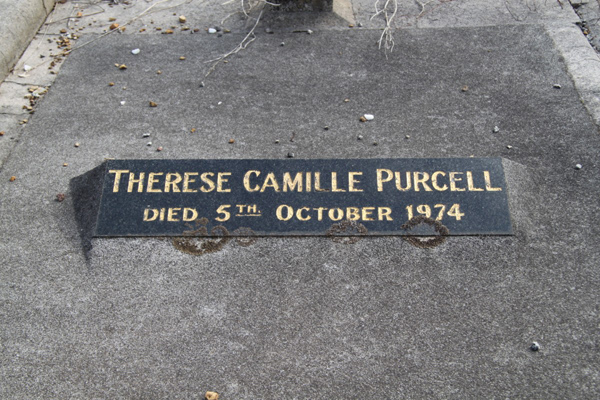 THERESE CAMILLE PURCELL
DIED 5TH. OCTOBER 1974